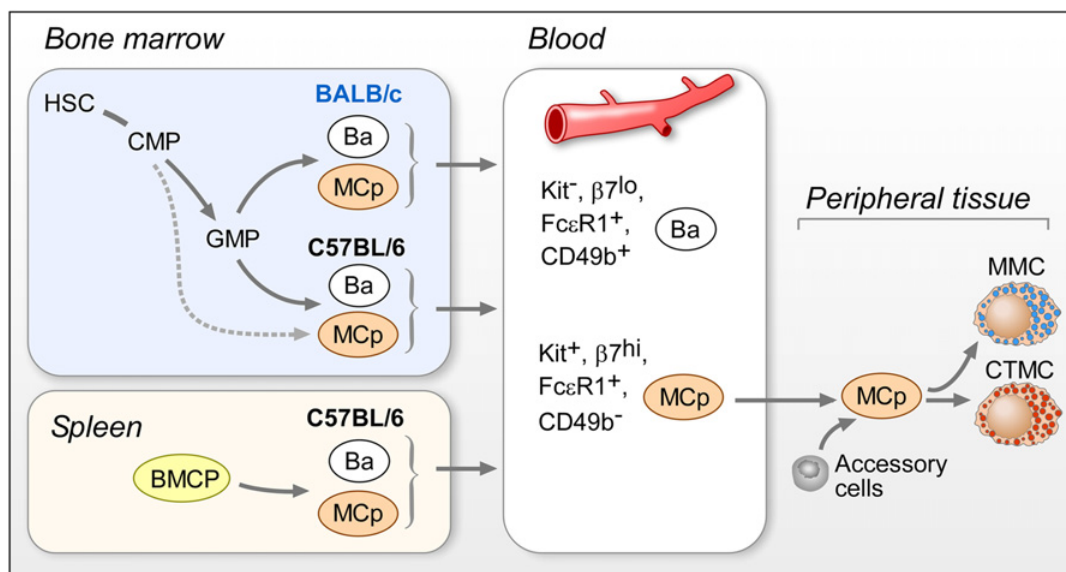 Bone marrow
HSC
CMP
GMP
BALB/c
Ba
MCp
C57BL/6
Ba
MCp
Spleen
BMCP
C57BL/6
Ba
MCp
Blood
Kit⁻, β7ˡᵒ,
FcεR1⁺,
CD49b⁺
Ba
Kit⁺, β7ʰⁱ,
FcεR1⁺,
CD49b⁻
MCp
Peripheral tissue
MMC
CTMC
MCp
Accessory
cells